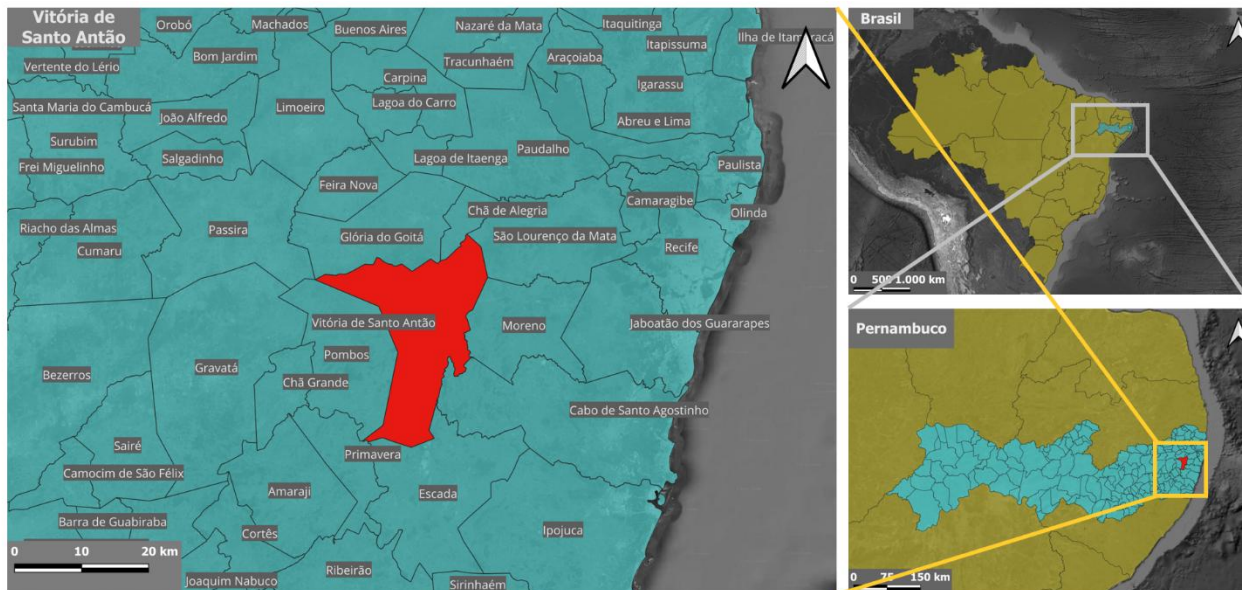 Vitória de
Santo Antão
Orobó
Machados
Buenos Aires
Nazaré da Mata
Itaquitinga
Ilha de Itamaracá
Itapissuma
Bom Jardim
Tracunhaém
Araçoiaba
Vertente do Lério
Carpina
Igarassu
Santa Maria do Cambucá
Limoeiro
Lagoa do Carro
João Alfredo
Abreu e Lima
Surubim
Paudalho
Salgadinho
Lagoa de Itaenga
Frei Miguelinho
Paulista
Feira Nova
Camaragibe
Chã de Alegria
Olinda
Riacho das Almas
Passira
Glória do Goitá
São Lourenço da Mata
Recife
Cumaru
Vitória de Santo Antão
Moreno
Jaboatão dos Guararapes
Pombos
Gravatá
Bezerros
Chã Grande
Cabo de Santo Agostinho
Sairé
Primavera
Camocim de São Félix
Amaraji
Escada
Barra de Guabiraba
Cortês
Ipojuca
Ribeirão
Joaquim Nabuco
Sirinhaém
0 10 20 km
Brasil
0 500 1.000 km
Pernambuco
0 75 150 km